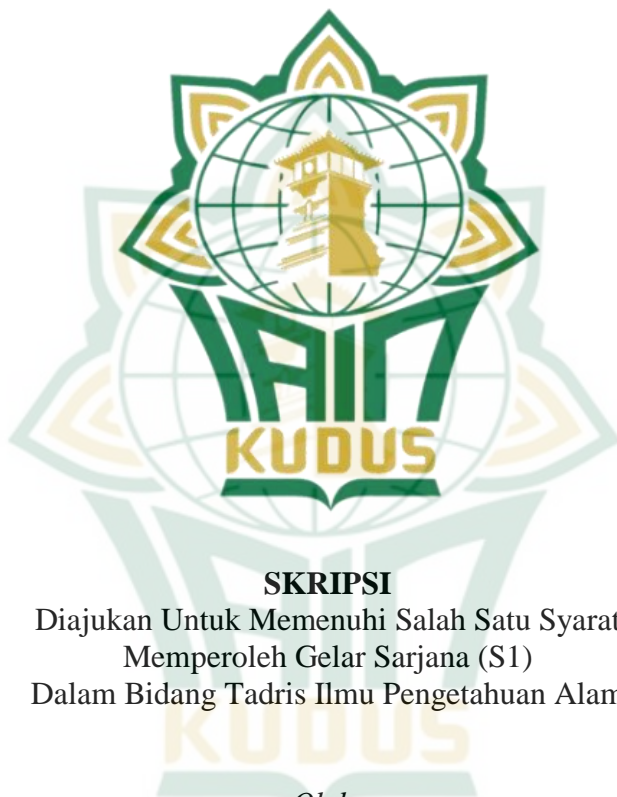 IAIN
KUDUS
SKRIPSI
Diajukan Untuk Memenuhi Salah Satu Syarat
Memperoleh Gelar Sarjana (S1)
Dalam Bidang Tadris Ilmu Pengetahuan Alam
KUDUS